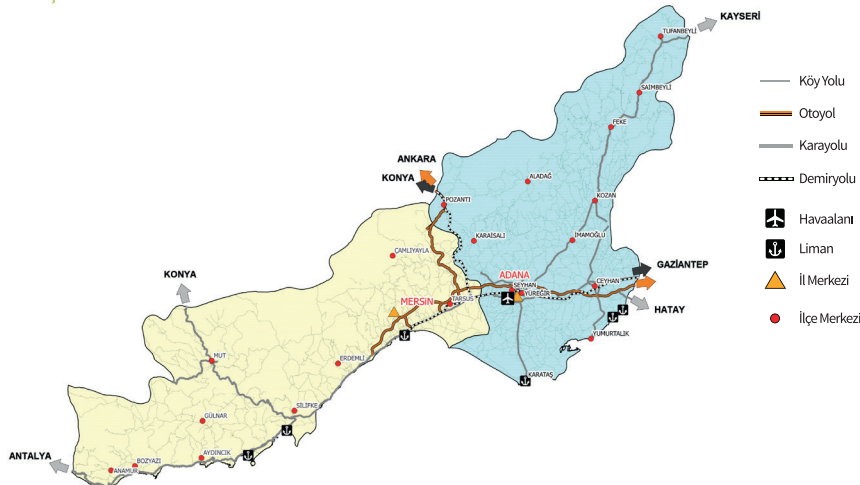 KAYSERİ
TUFANBEYLİ
SAİMBEYLİ
FEKE
ANKARA
KONYA
ALADAĞ
POZANTI
KOZAN
KARAİSALI
İMAMOĞLU
ÇAMLIYAYLA
GAZİANTEP
KONYA
ADANA
CEYHAN
SEYHAN
YÜREĞİR
MERSİN
TARSUS
HATAY
YUMURTALIK
MUT
ERDEMLİ
KARATAŞ
SİLİFKE
GÜLNAR
ANTALYA
AYDINCIK
BOZYAZI
ANAMUR
Köy Yolu
Otoyol
Karayolu
Demiryolu
Havaalanı
Liman
İl Merkezi
İlçe Merkezi